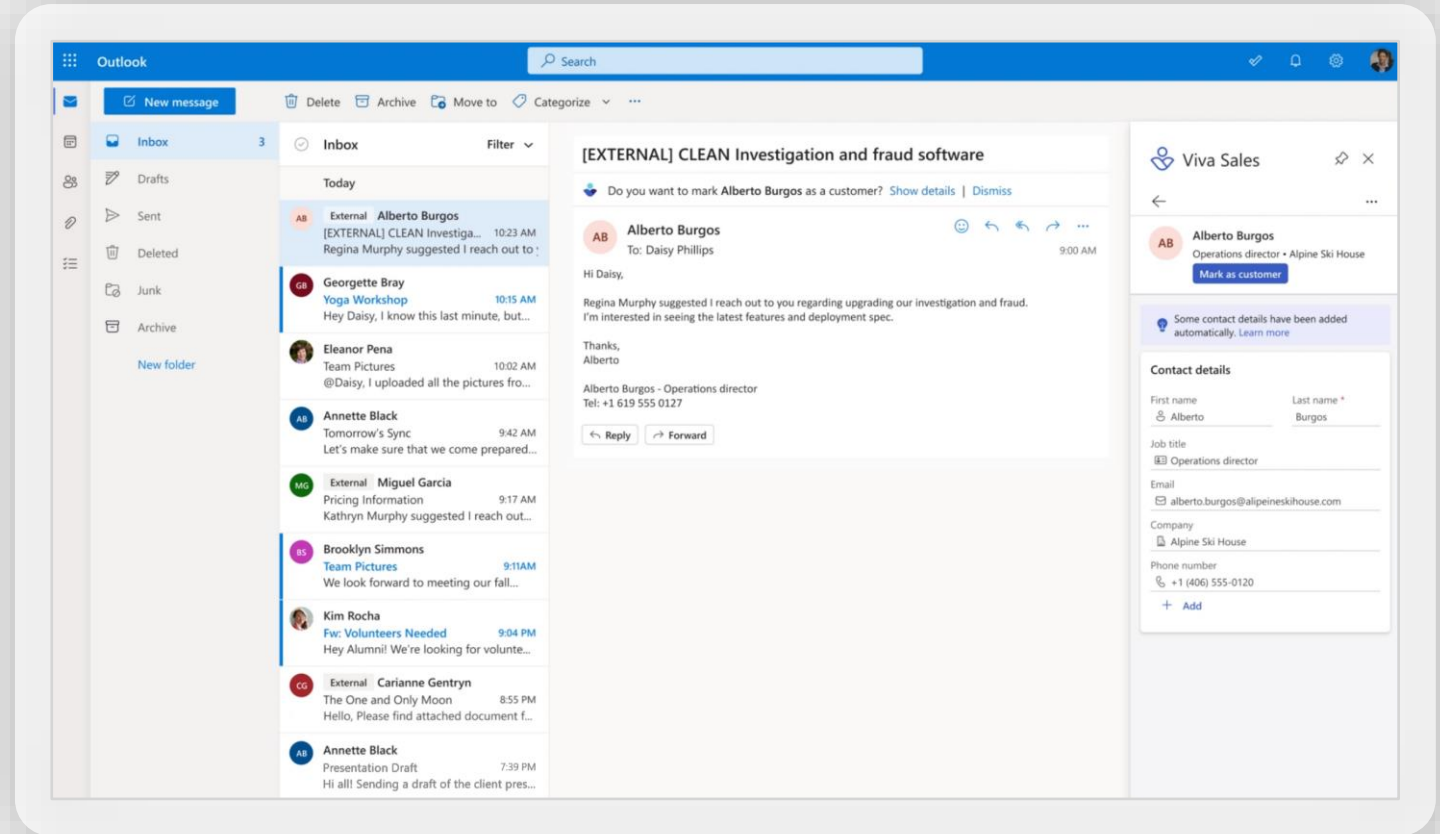 Outlook
Search
New message
Delete
Archive
Move to
Categorize
Inbox 3
Drafts
Sent
Deleted
Junk
Archive
New folder
Inbox
Filter
Today
AB
External Alberto Burgos
[EXTERNAL] CLEAN Investiga... 10:23 AM
Regina Murphy suggested I reach out to
GB
Georgette Bray
Yoga Workshop 10:15 AM
Hey Daisy, I know this last minute, but...
Eleanor Pena
Team Pictures 10:02 AM
@Daisy, I uploaded all the pictures fro...
AB
Annette Black
Tomorrow's Sync 9:42 AM
Let's make sure that we come prepared...
MG
External Miguel Garcia
Pricing Information 9:17 AM
Kathryn Murphy suggested I reach out...
BS
Brooklyn Simmons
Team Pictures 9:11AM
We look forward to meeting our fall...
Kim Rocha
Fw: Volunteers Needed 9:04 PM
Hey Alumni! We're looking for volunte...
CG
External Carianne Gentryn
The One and Only Moon 8:55 PM
Hello, Please find attached document f...
AB
Annette Black
Presentation Draft 7:39 PM
Hi all! Sending a draft of the client pres...
[EXTERNAL] CLEAN Investigation and fraud software
Do you want to mark Alberto Burgos as a customer? Show details | Dismiss
AB
Alberto Burgos
To: Daisy Phillips 9:00 AM
Hi Daisy,
Regina Murphy suggested I reach out to you regarding upgrading our investigation and fraud.
I'm interested in seeing the latest features and deployment spec.
Thanks,
Alberto
Alberto Burgos - Operations director
Tel: +1 619 555 0127
Reply
Forward
Viva Sales
AB
Alberto Burgos
Operations director • Alpine Ski House
Mark as customer
Some contact details have been added
automatically. Learn more
Contact details
First name Last name *
Alberto Burgos
Job title
Operations director
Email
alberto.burgos@alipeineskihouse.com
Company
Alpine Ski House
Phone number
+1 (406) 555-0120
+ Add